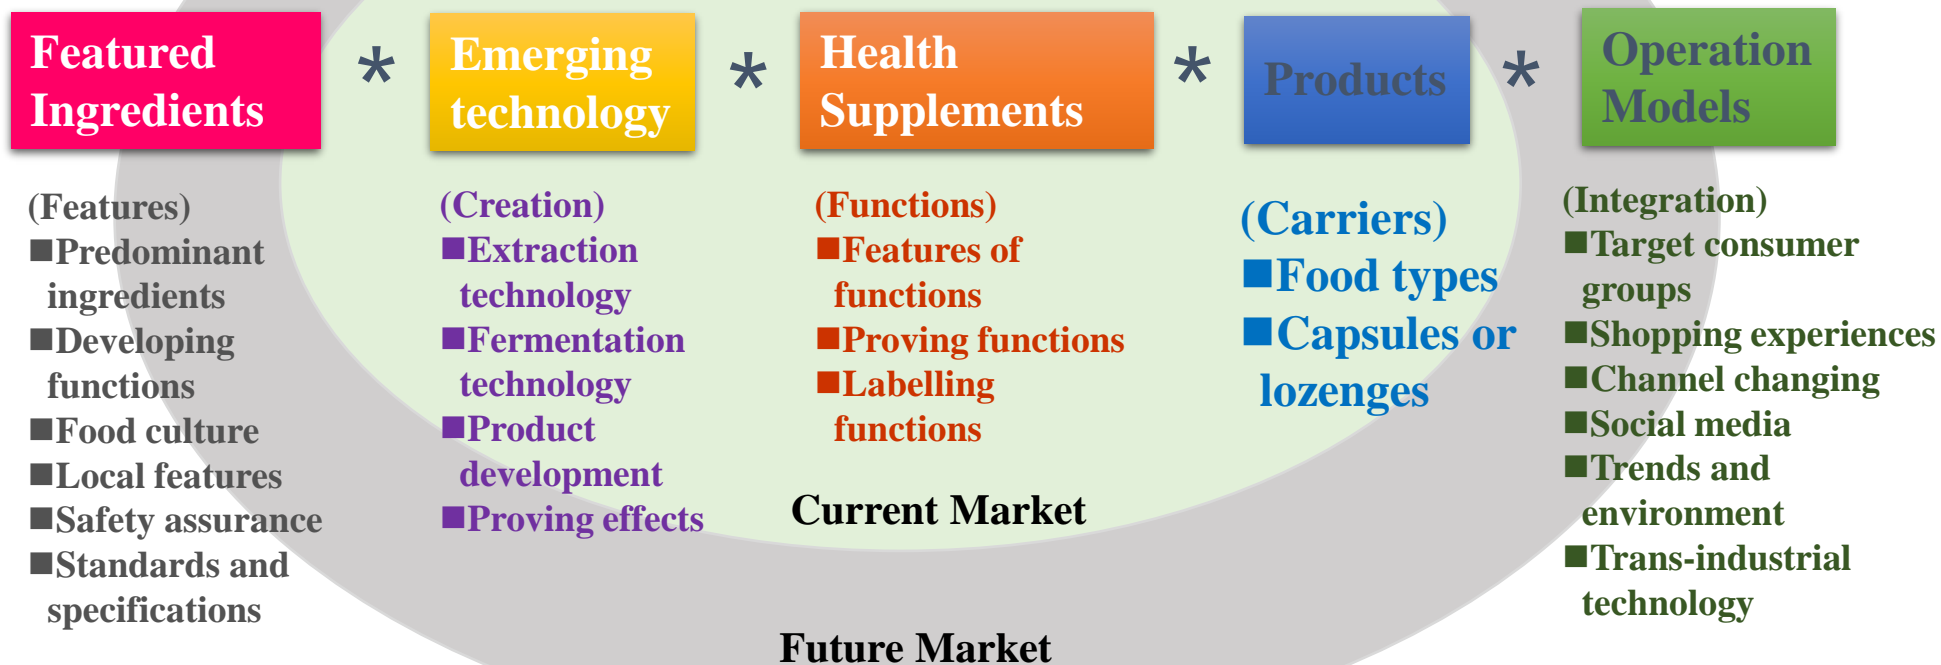 Featured
Ingredients
*
Emerging
technology
*
Health
Supplements
*
Products
*
Operation
Models
(Features)
■Predominant
ingredients
■Developing
functions
■Food culture
■Local features
■Safety assurance
■Standards and
specifications
(Creation)
■Extraction
technology
■Fermentation
technology
■Product
development
■Proving effects
(Functions)
■Features of
functions
■Proving functions
■Labelling
functions
(Carriers)
■Food types
■Capsules or
lozenges
(Integration)
■Target consumer
groups
■Shopping experiences
■Channel changing
■Social media
■Trends and
environment
■Trans-industrial
technology
Current Market
Future Market